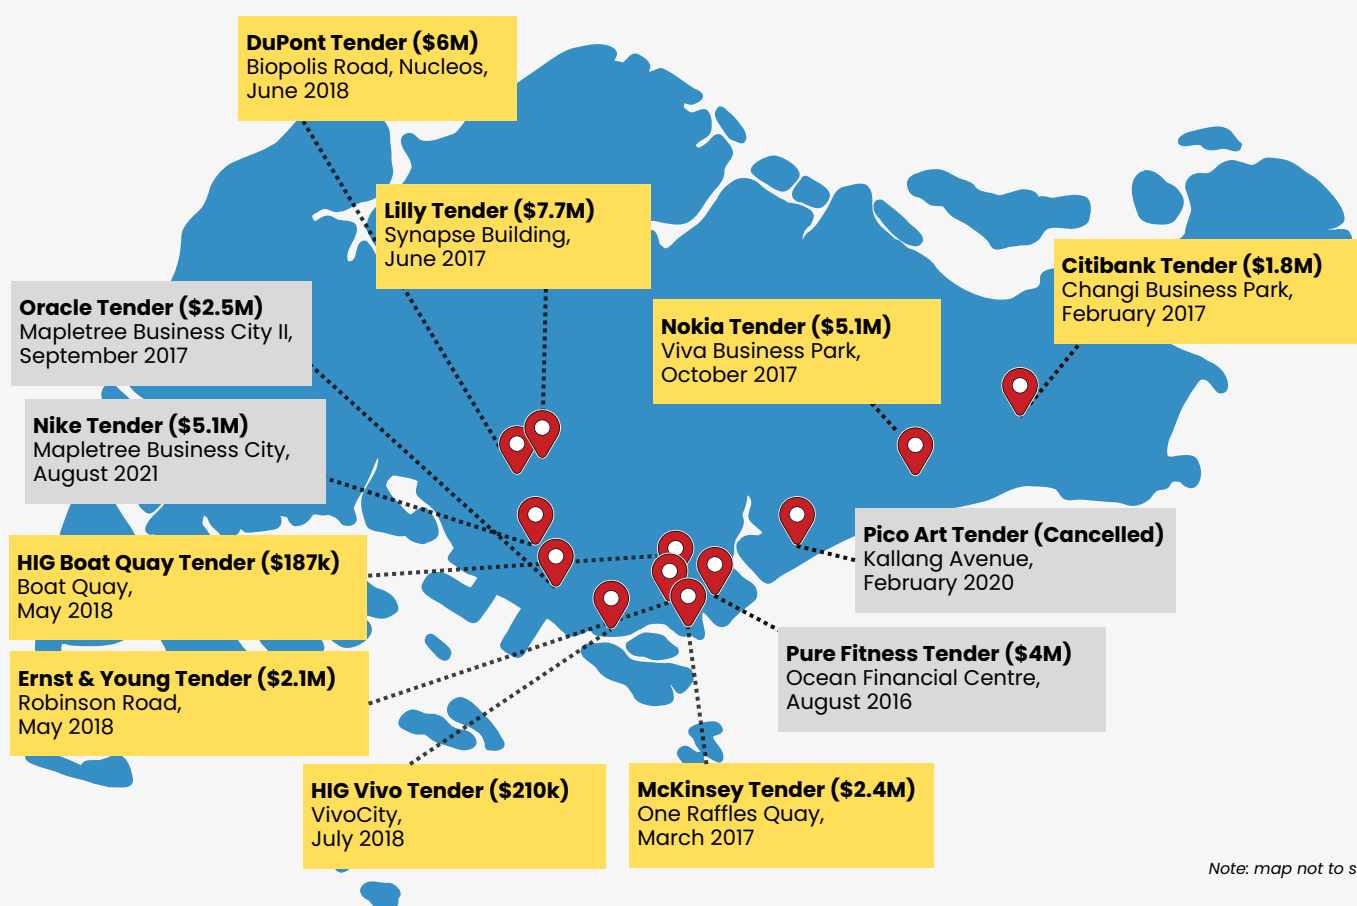 DuPont Tender ($6M)
Biopolis Road, Nucleos,
June 2018
Lilly Tender ($7.7M)
Synapse Building,
June 2017
Citibank Tender ($1.8M)
Changi Business Park,
February 2017
Oracle Tender ($2.5M)
Mapletree Business City II,
September 2017
Nokia Tender ($5.1M)
Viva Business Park,
October 2017
Nike Tender ($5.1M)
Mapletree Business City,
August 2021
Pico Art Tender (Cancelled)
Kallang Avenue,
February 2020
HIG Boat Quay Tender ($187k)
Boat Quay,
May 2018
Pure Fitness Tender ($4M)
Ocean Financial Centre,
August 2016
Ernst & Young Tender ($2.1M)
Robinson Road,
May 2018
HIG Vivo Tender ($210k)
VivoCity,
July 2018
McKinsey Tender ($2.4M)
One Raffles Quay,
March 2017
Note: map not to s